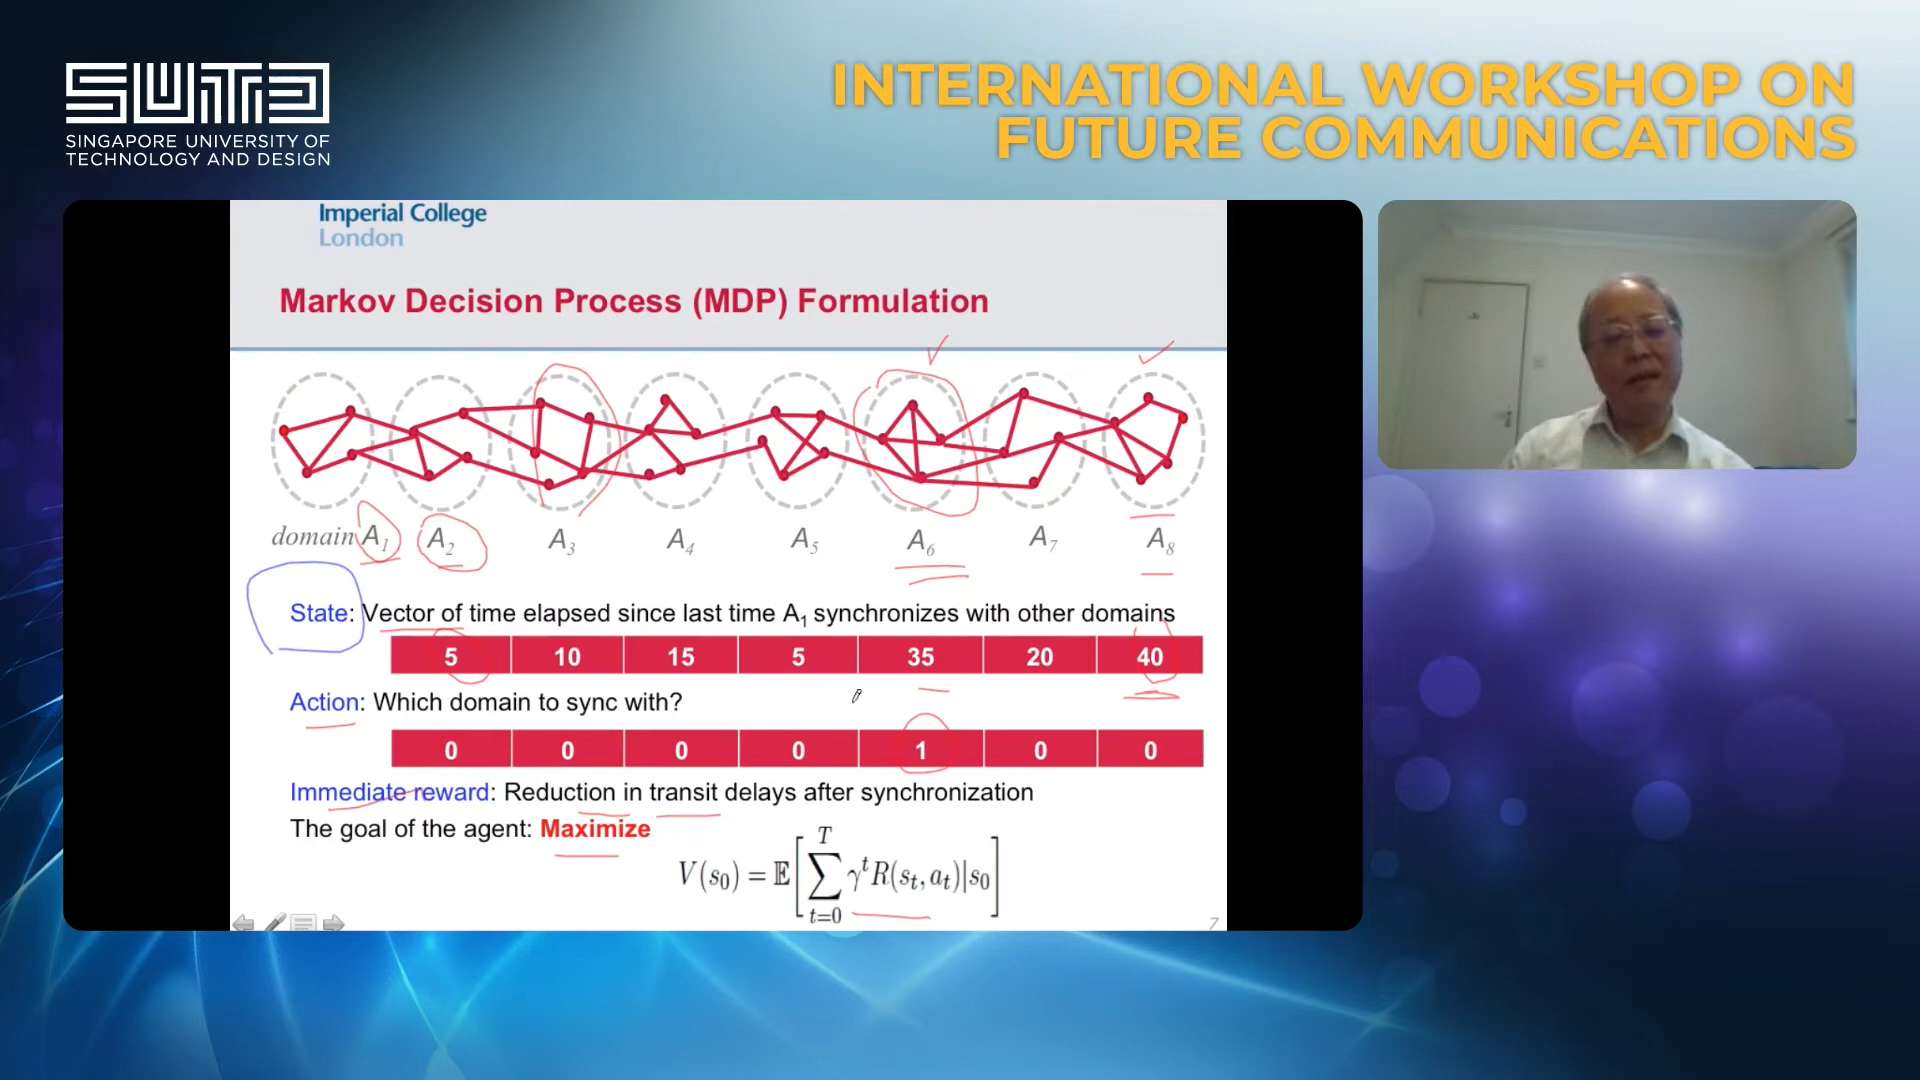 SUTD
SINGAPORE UNIVERSITY OF
TECHNOLOGY AND DESIGN
INTERNATIONAL WORKSHOP ON
FUTURE COMMUNICATIONS
Imperial College
London
Markov Decision Process (MDP) Formulation
domain A₁ A₂ A₃ A₄ A₅ A₆ A₇ A₈
State: Vector of time elapsed since last time A₁ synchronizes with other domains
5 10 15 5 35 20 40
Action: Which domain to sync with?
0 0 0 0 1 0 0
Immediate reward: Reduction in transit delays after synchronization
The goal of the agent: Maximize
V(s₀) = 𝔼[∑_{t=0}^{T} γᵗR(sₜ, aₜ)|s₀]
7